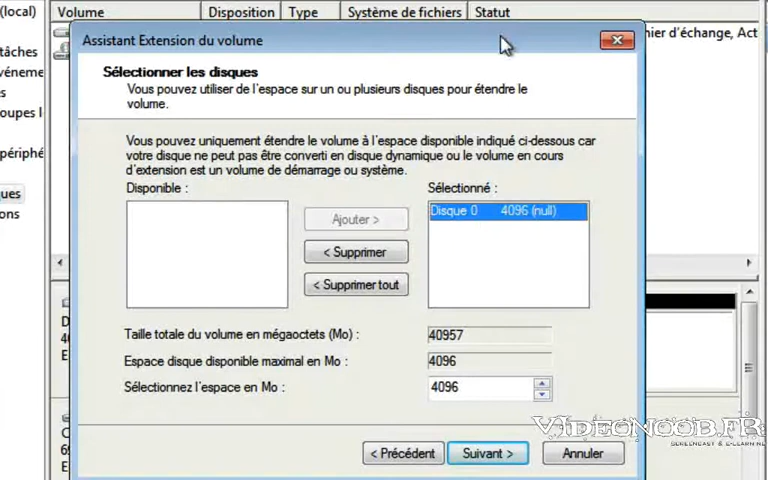 (local)
Volume
Disposition
Type
Système de fichiers
Statut
tâches
Assistant Extension du volume
hier d'échange, Act
Sélectionner les disques
Vous pouvez utiliser de l'espace sur un ou plusieurs disques pour étendre le
volume.
Vous pouvez uniquement étendre le volume à l'espace disponible indiqué ci-dessous car
votre disque ne peut pas être converti en disque dynamique ou le volume en cours
d'extension est un volume de démarrage ou système.
périphé
ques
ons
Disponible :
Sélectionné :
Disque 0 4096 (null)
Ajouter >
< Supprimer
< Supprimer tout
Taille totale du volume en mégaoctets (Mo) :
40957
Espace disque disponible maximal en Mo :
4096
Sélectionnez l'espace en Mo :
4096
VIDEONOOB.FR
SCREENCAST & E-LEARNING
< Précédent
Suivant >
Annuler